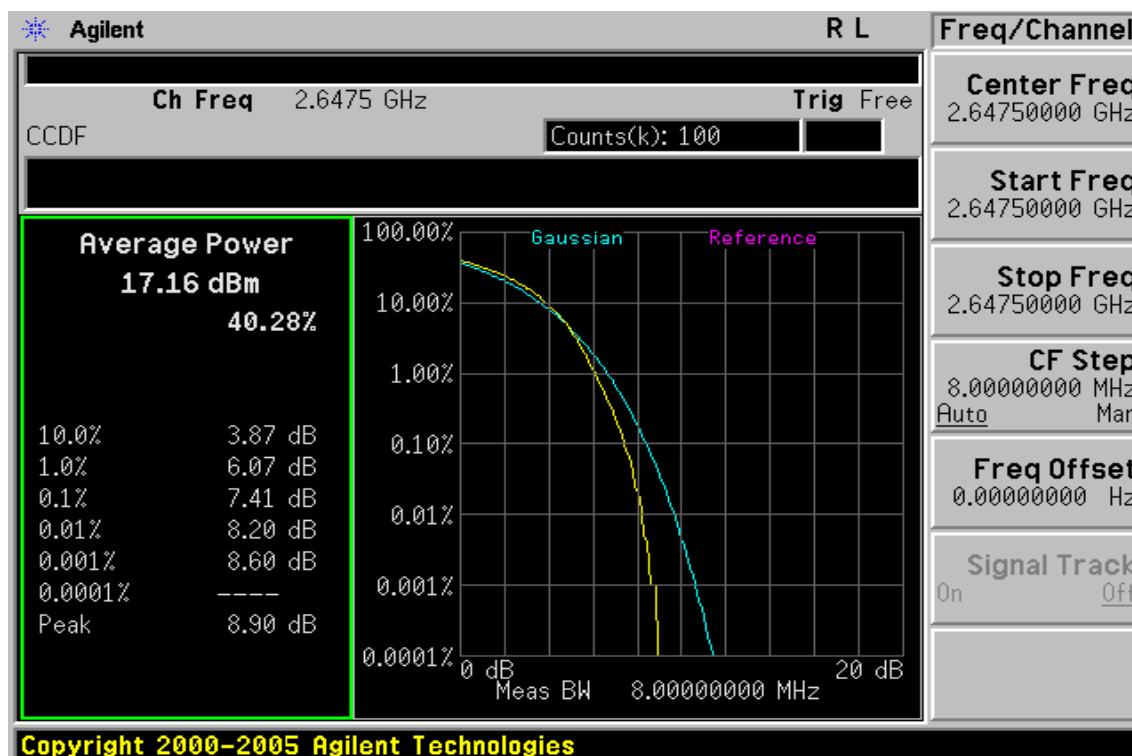 Agilent R L
Ch Freq 2.6475 GHz Trig Free
CCDF Counts(k): 100
Average Power
17.16 dBm
40.28%
10.0% 3.87 dB
1.0% 6.07 dB
0.1% 7.41 dB
0.01% 8.20 dB
0.001% 8.60 dB
0.0001% ----
Peak 8.90 dB
Gaussian Reference
100.00%
10.00%
1.00%
0.10%
0.01%
0.001%
0.0001%
0 dB 20 dB
Meas BW 8.00000000 MHz
Freq/Channel
Center Freq
2.64750000 GHz
Start Freq
2.64750000 GHz
Stop Freq
2.64750000 GHz
CF Step
8.00000000 MHz
Auto Man
Freq Offset
0.00000000 Hz
Signal Track
On Off
Copyright 2000-2005 Agilent Technologies